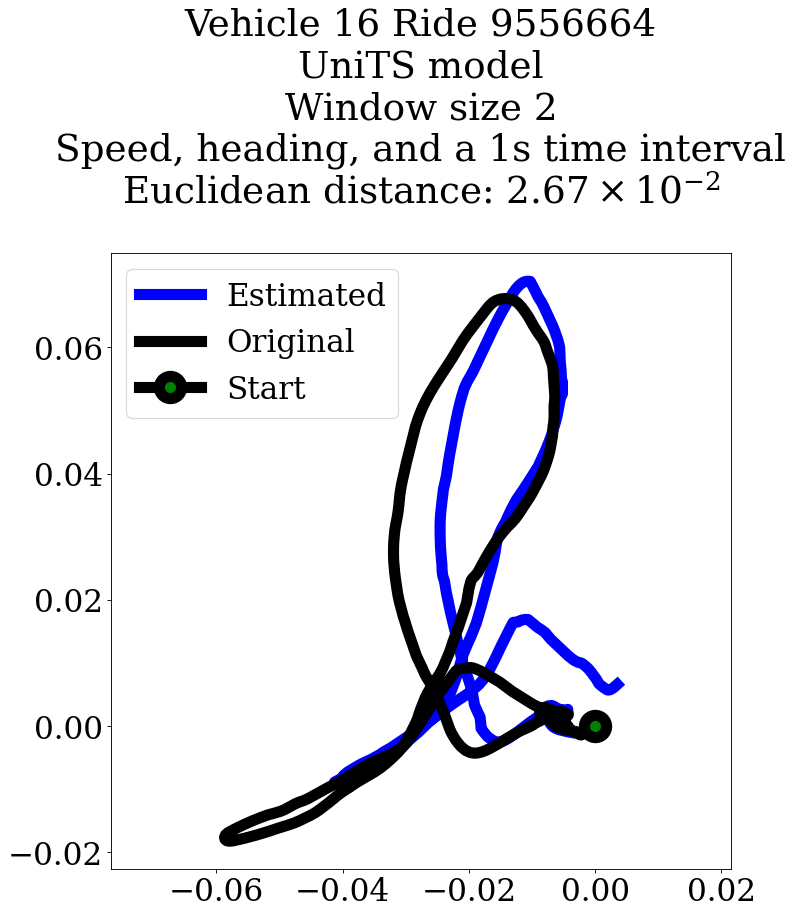 Vehicle 16 Ride 9556664
UniTS model
Window size 2
Speed, heading, and a 1s time interval
Euclidean distance: 2.67 × 10⁻²
Estimated
Original
Start
0.06
0.04
0.02
0.00
−0.02
−0.06 −0.04 −0.02 0.00 0.02